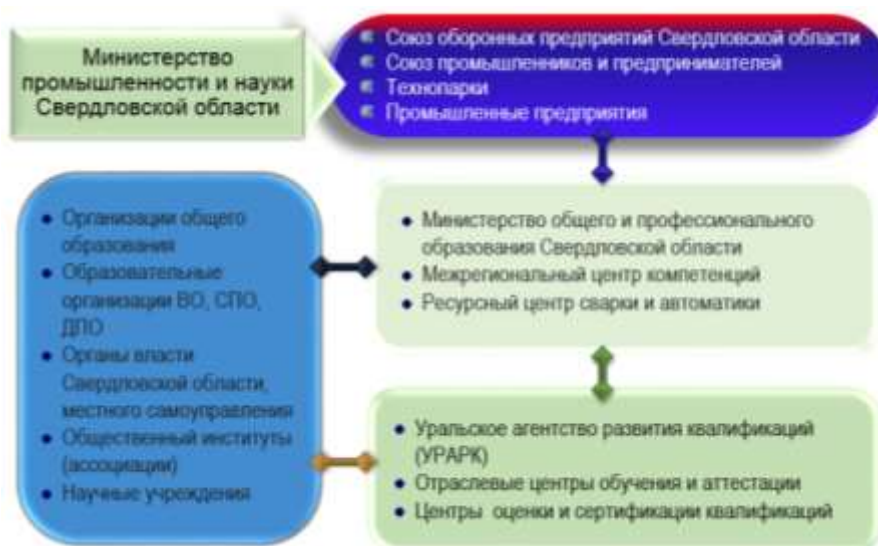 Министерство
промышленности и науки
Свердловской области
Союз оборонных предприятий Свердловской области
Союз промышленников и предпринимателей
Технопарки
Промышленные предприятия
Организации общего
образования
Образовательные
организации ВО, СПО,
ДПО
Органы власти
Свердловской области,
местного самоуправления
Общественный институты
(ассоциации)
Научные учреждения
Министерство общего и профессионального
образования Свердловской области
Межрегиональный центр компетенций
Ресурсный центр сварки и автоматики
Уральское агентство развития квалификаций
(УРАРК)
Отраслевые центры обучения и аттестации
Центры оценки и сертификации квалификаций